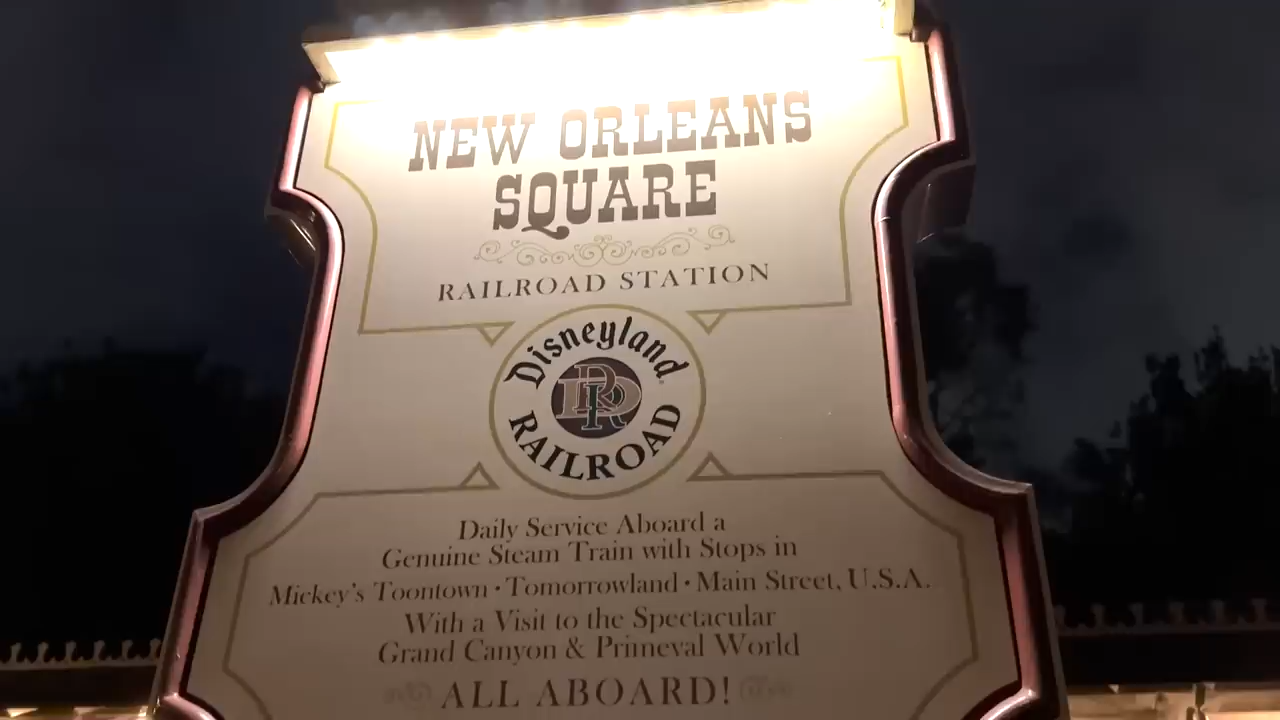 NEW ORLEANS
SQUARE
RAILROAD STATION
Disneyland
DRR
RAILROAD
Daily Service Aboard a
Genuine Steam Train with Stops in
Mickey's Toontown • Tomorrowland • Main Street, U.S.A.
With a Visit to the Spectacular
Grand Canyon & Primeval World
ALL ABOARD!